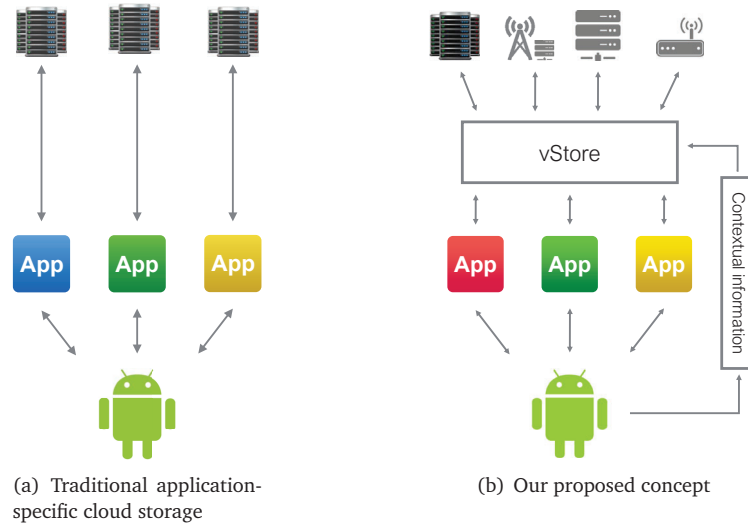 vStore
App
App
App
App
App
App
Contextual information
(a) Traditional application-
specific cloud storage
(b) Our proposed concept